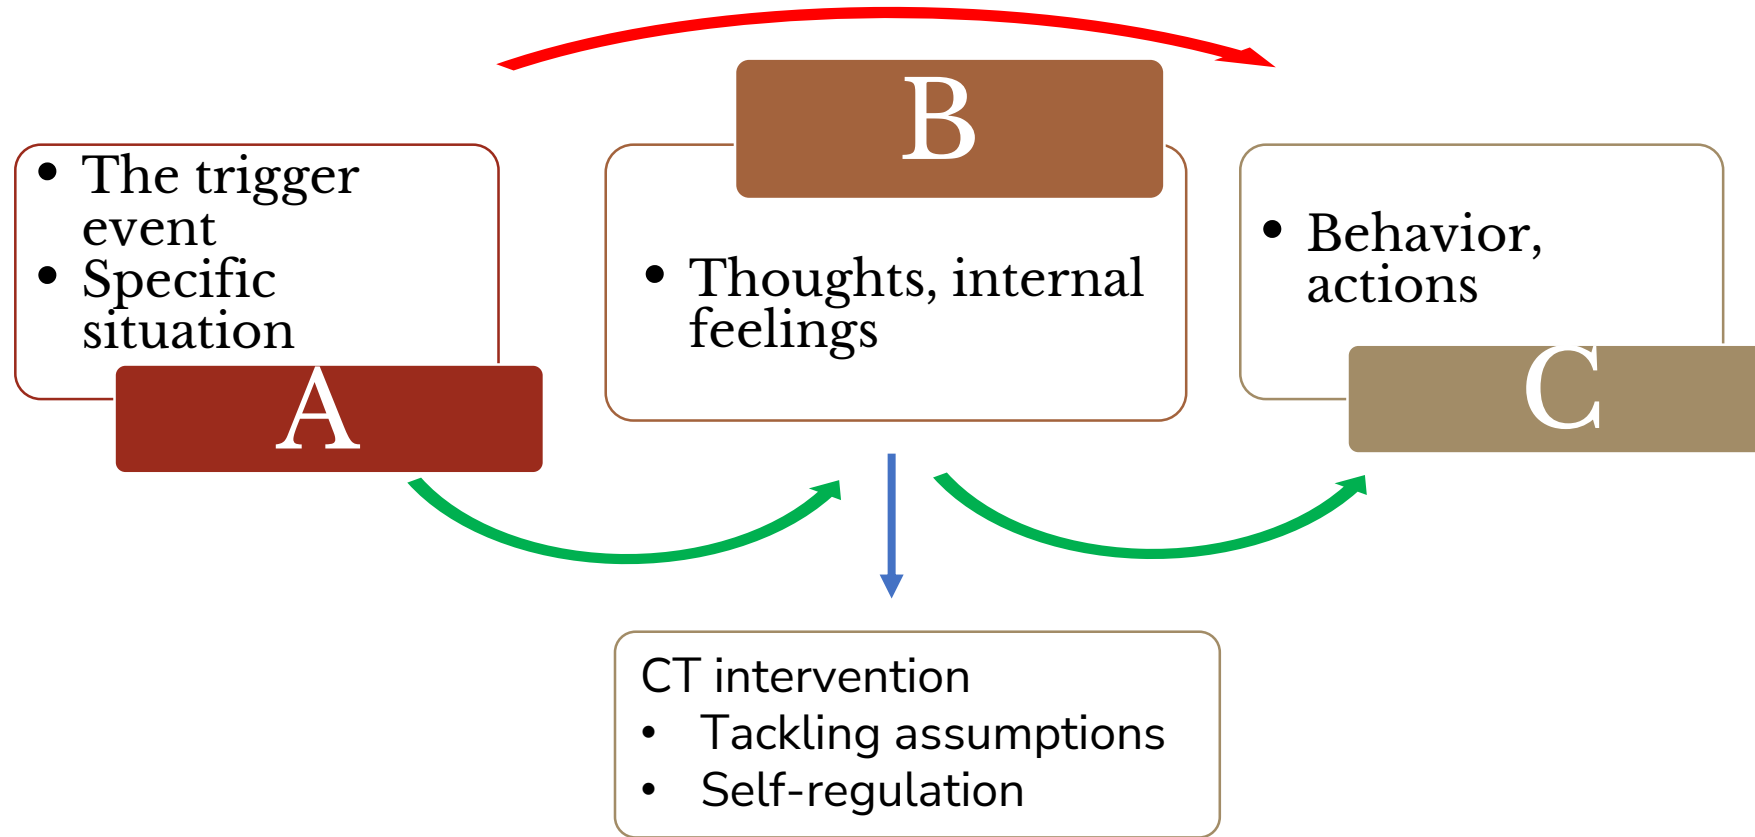 • The trigger
event
• Specific
situation
A
B
• Thoughts, internal
feelings
• Behavior,
actions
C
CT intervention
• Tackling assumptions
• Self-regulation